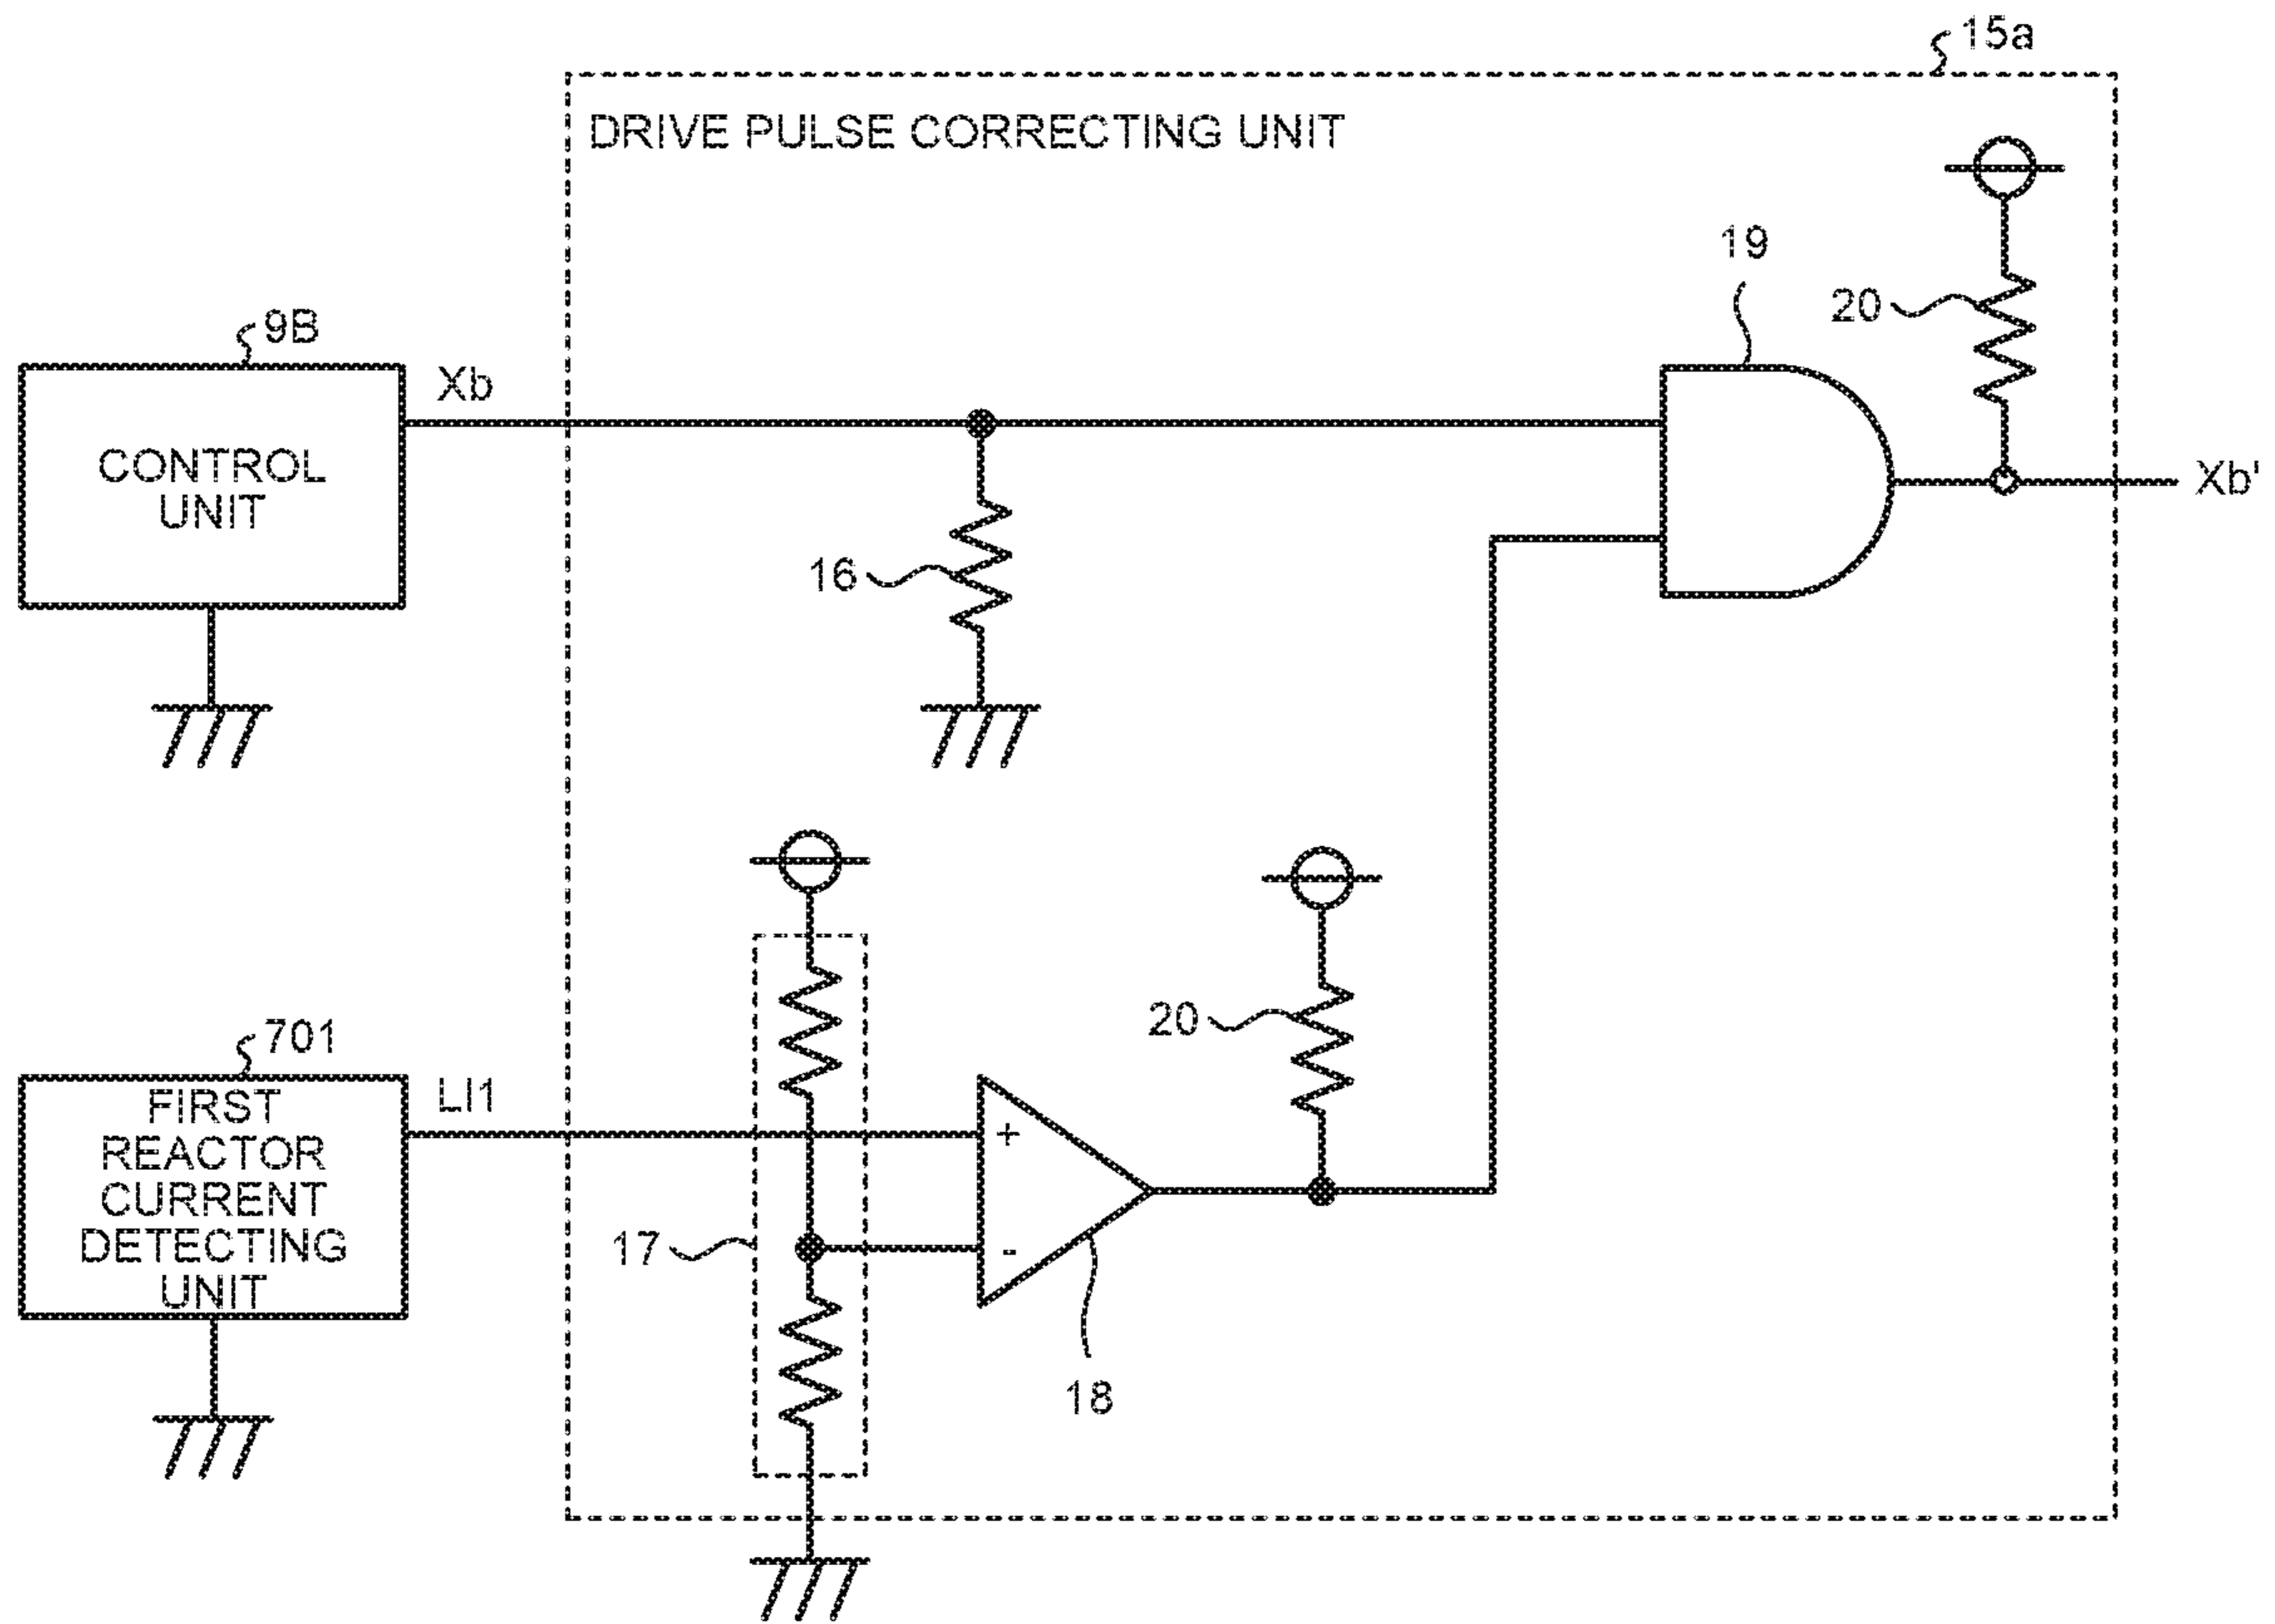 15a
DRIVE PULSE CORRECTING UNIT
19
20
9B
Xb
CONTROL
UNIT
Xb'
16
701
LI1
FIRST
REACTOR
CURRENT
DETECTING
UNIT
20
+
-
17
18